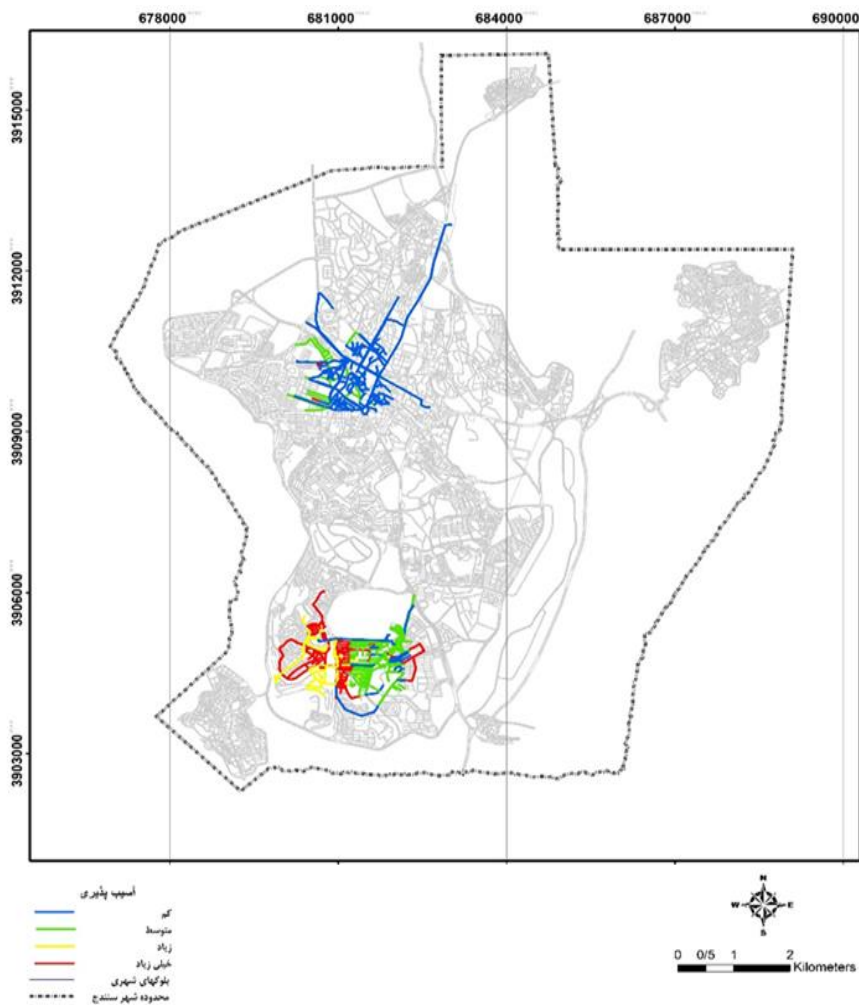 678000 681000 684000 687000 690000
3915000
3912000
3909000
3906000
3903000
آسیب پذیری
کم
متوسط
زیاد
خیلی زیاد
بلوکهای شهری
محدوده شهر سنندج
N
W E
S
0 0/5 1 2
Kilometers